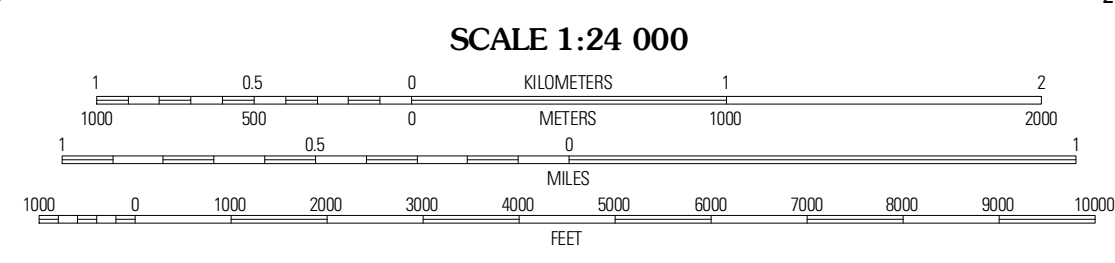 SCALE 1:24 000
1 0.5 0 KILOMETERS 1 2
1000 500 0 METERS 1000 2000
1 0.5 0 1
MILES
1000 0 1000 2000 3000 4000 5000 6000 7000 8000 9000 10000
FEET